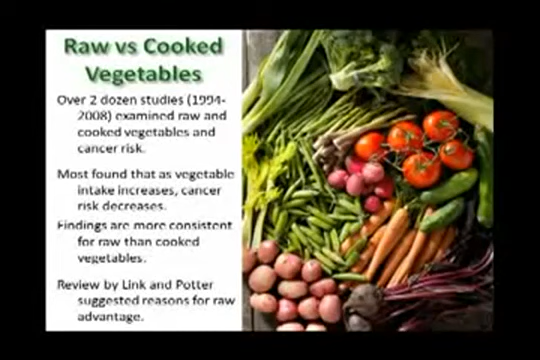 Raw vs Cooked
Vegetables
Over 2 dozen studies (1994-
2008) examined raw and
cooked vegetables and
cancer risk.
Most found that as vegetable
intake increases, cancer
risk decreases.
Findings are more consistent
for raw than cooked
vegetables.
Review by Link and Potter
suggested reasons for raw
advantage.